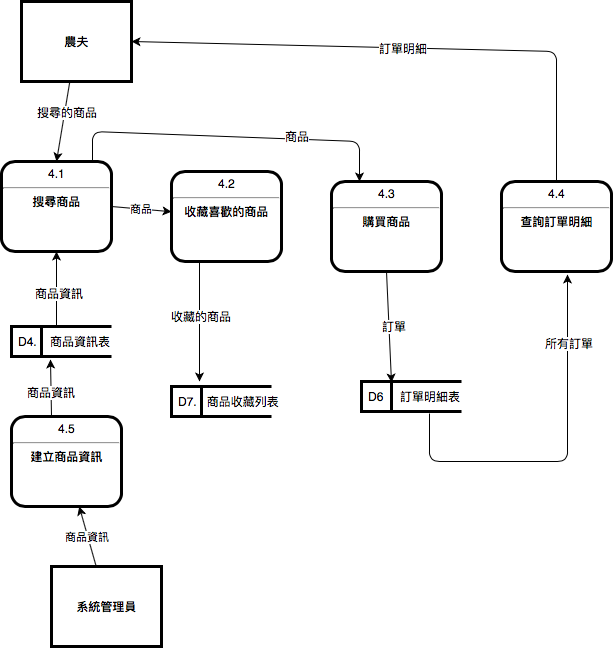 農夫
訂單明細
搜尋的商品
商品
4.1
搜尋商品
商品
4.2
收藏喜歡的商品
4.3
購買商品
4.4
查詢訂單明細
商品資訊
收藏的商品
訂單
所有訂單
D4.
商品資訊表
商品資訊
D7.
商品收藏列表
D6
訂單明細表
4.5
建立商品資訊
商品資訊
系統管理員